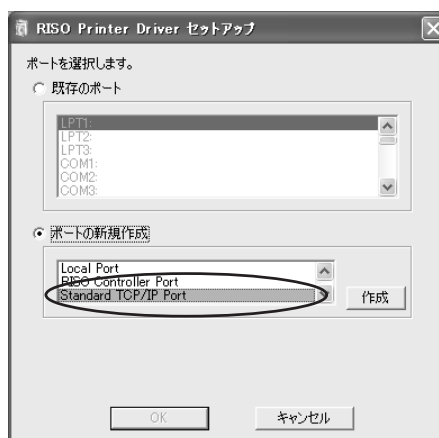 RISO Printer Driver セットアップ
ポートを選択します。
既存のポート
LPT1:
LPT2:
LPT3:
COM1:
COM2:
COM3:
ポートの新規作成
Local Port
RISO Controller Port
Standard TCP/IP Port
作成
OK
キャンセル